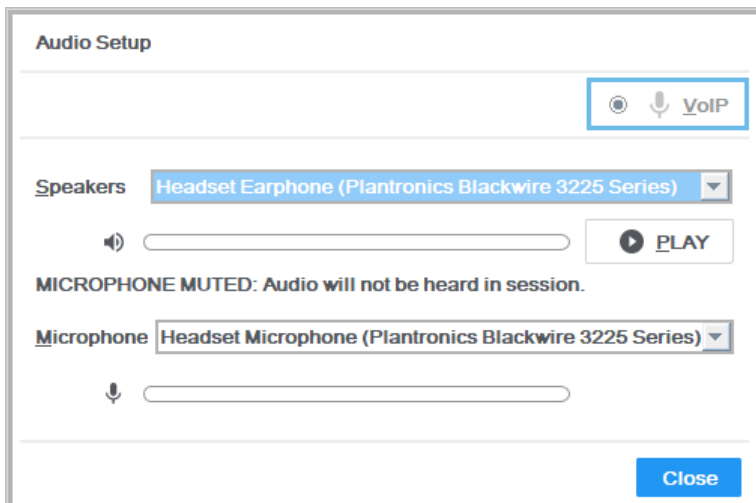 Audio Setup
VoIP
Speakers Headset Earphone (Plantronics Blackwire 3225 Series)
PLAY
MICROPHONE MUTED: Audio will not be heard in session.
Microphone Headset Microphone (Plantronics Blackwire 3225 Series)
Close